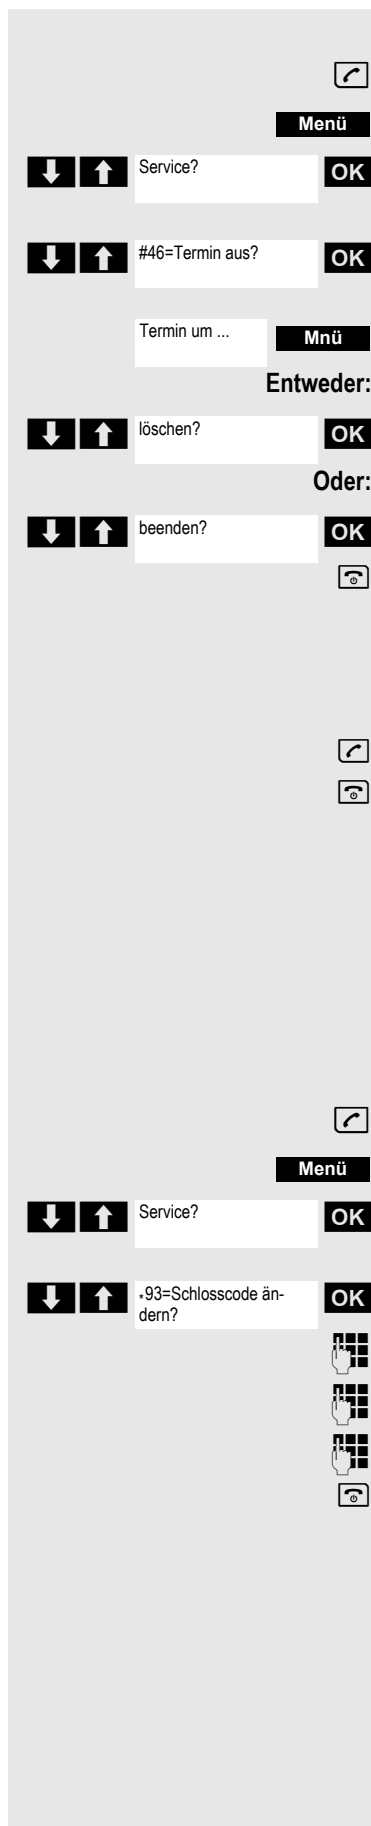 Menü
Service? OK
#46=Termin aus? OK
Termin um ... Mnü
Entweder:
löschen? OK
Oder:
beenden? OK
Menü
Service? OK
*93=Schlosscode än- OK
dern?